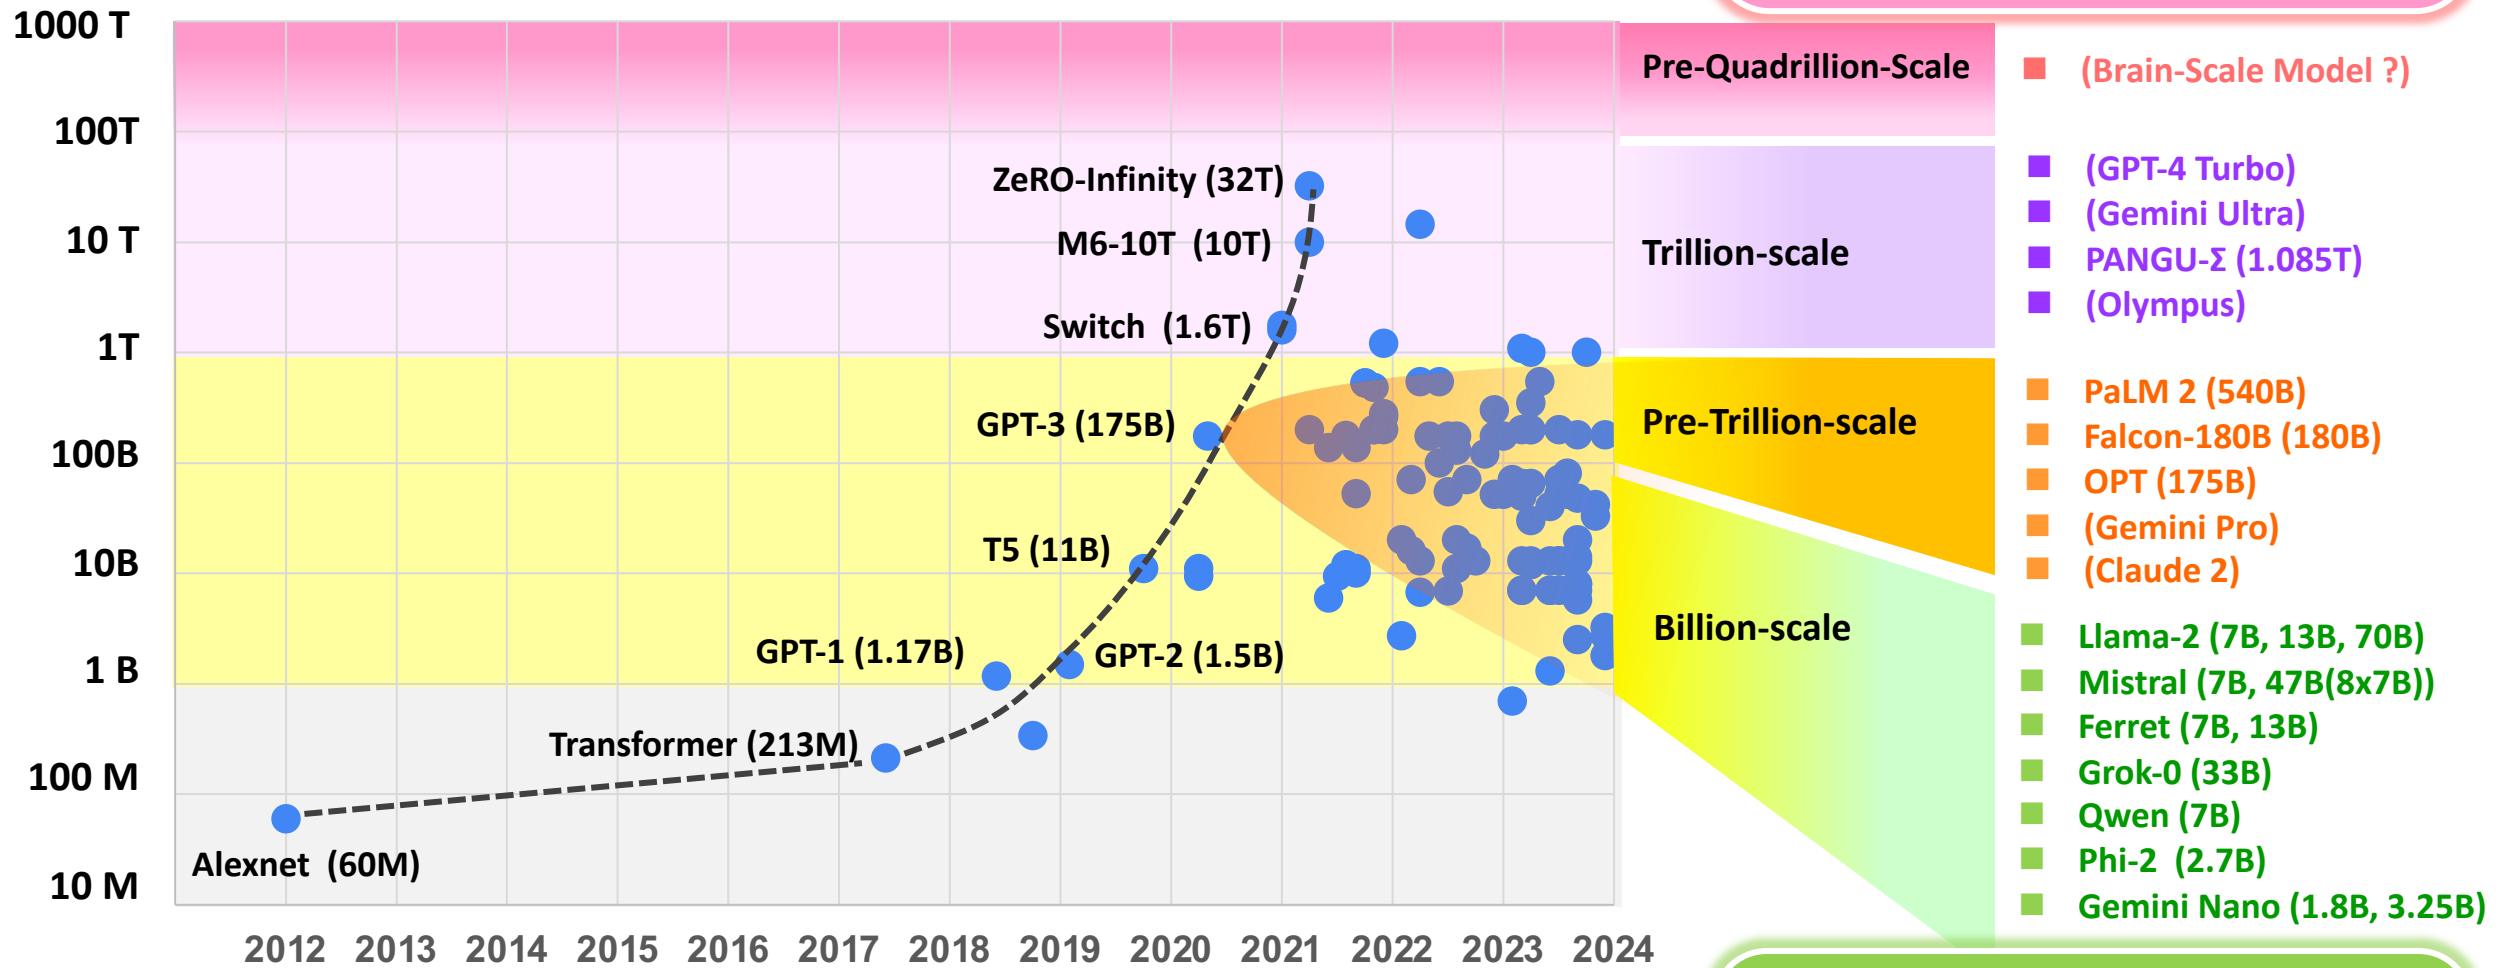 1000 T
100T
10 T
1T
100B
10B
1 B
100 M
10 M
2012 2013 2014 2015 2016 2017 2018 2019 2020 2021 2022 2023 2024
ZeRO-Infinity (32T)
M6-10T (10T)
Switch (1.6T)
GPT-3 (175B)
T5 (11B)
GPT-1 (1.17B)
GPT-2 (1.5B)
Transformer (213M)
Alexnet (60M)
Pre-Quadrillion-Scale
(Brain-Scale Model ?)
Trillion-scale
(GPT-4 Turbo)
(Gemini Ultra)
PANGU-Σ (1.085T)
(Olympus)
Pre-Trillion-scale
PaLM 2 (540B)
Falcon-180B (180B)
OPT (175B)
(Gemini Pro)
(Claude 2)
Billion-scale
Llama-2 (7B, 13B, 70B)
Mistral (7B, 47B(8x7B))
Ferret (7B, 13B)
Grok-0 (33B)
Qwen (7B)
Phi-2 (2.7B)
Gemini Nano (1.8B, 3.25B)